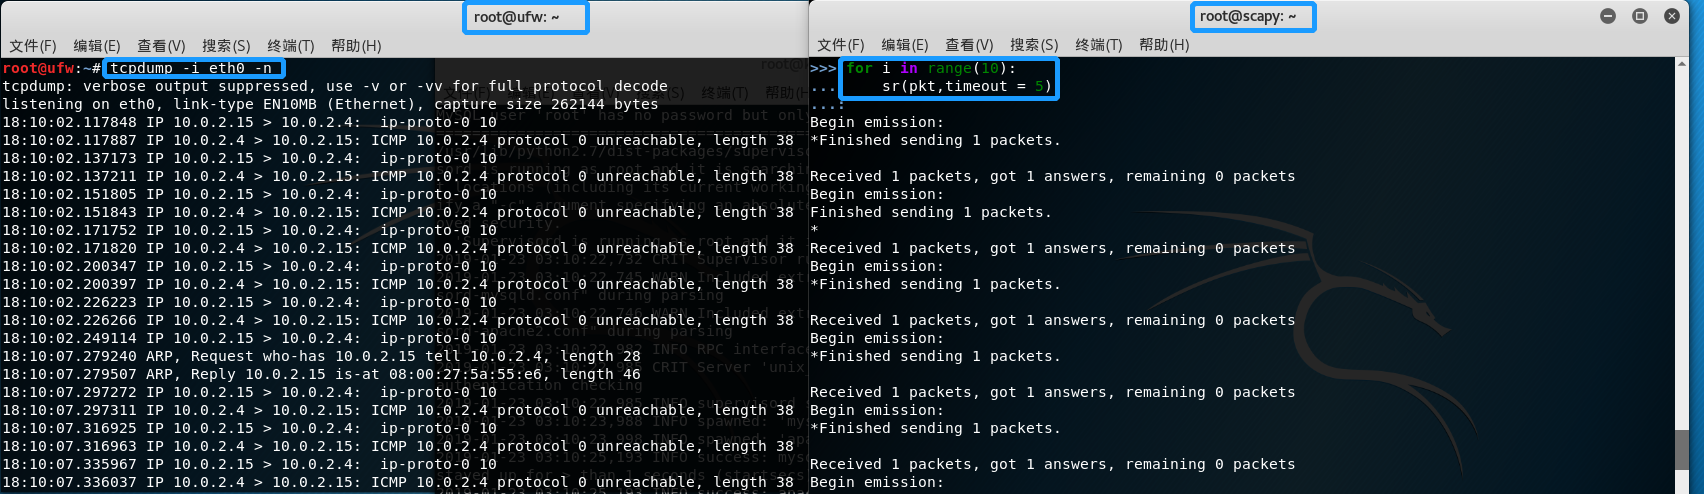 root@ufw: ~
文件(F) 编辑(E) 查看(V) 搜索(S) 终端(T) 帮助(H)
root@ufw:~# tcpdump -i eth0 -n
tcpdump: verbose output suppressed, use -v or -vv for full protocol decode
listening on eth0, link-type EN10MB (Ethernet), capture size 262144 bytes
18:10:02.117848 IP 10.0.2.15 > 10.0.2.4:  ip-proto-0 10
18:10:02.117887 IP 10.0.2.4 > 10.0.2.15: ICMP 10.0.2.4 protocol 0 unreachable, length 38
18:10:02.137173 IP 10.0.2.15 > 10.0.2.4:  ip-proto-0 10
18:10:02.137211 IP 10.0.2.4 > 10.0.2.15: ICMP 10.0.2.4 protocol 0 unreachable, length 38
18:10:02.151805 IP 10.0.2.15 > 10.0.2.4:  ip-proto-0 10
18:10:02.151843 IP 10.0.2.4 > 10.0.2.15: ICMP 10.0.2.4 protocol 0 unreachable, length 38
18:10:02.171752 IP 10.0.2.15 > 10.0.2.4:  ip-proto-0 10
18:10:02.171820 IP 10.0.2.4 > 10.0.2.15: ICMP 10.0.2.4 protocol 0 unreachable, length 38
18:10:02.200347 IP 10.0.2.15 > 10.0.2.4:  ip-proto-0 10
18:10:02.200397 IP 10.0.2.4 > 10.0.2.15: ICMP 10.0.2.4 protocol 0 unreachable, length 38
18:10:02.226223 IP 10.0.2.15 > 10.0.2.4:  ip-proto-0 10
18:10:02.226266 IP 10.0.2.4 > 10.0.2.15: ICMP 10.0.2.4 protocol 0 unreachable, length 38
18:10:02.249114 IP 10.0.2.15 > 10.0.2.4:  ip-proto-0 10
18:10:07.279240 ARP, Request who-has 10.0.2.15 tell 10.0.2.4, length 28
18:10:07.279507 ARP, Reply 10.0.2.15 is-at 08:00:27:5a:55:e6, length 46
18:10:07.297272 IP 10.0.2.15 > 10.0.2.4:  ip-proto-0 10
18:10:07.297311 IP 10.0.2.4 > 10.0.2.15: ICMP 10.0.2.4 protocol 0 unreachable, length 38
18:10:07.316925 IP 10.0.2.15 > 10.0.2.4:  ip-proto-0 10
18:10:07.316963 IP 10.0.2.4 > 10.0.2.15: ICMP 10.0.2.4 protocol 0 unreachable, length 38
18:10:07.335967 IP 10.0.2.15 > 10.0.2.4:  ip-proto-0 10
18:10:07.336037 IP 10.0.2.4 > 10.0.2.15: ICMP 10.0.2.4 protocol 0 unreachable, length 38
root@scapy: ~
文件(F) 编辑(E) 查看(V) 搜索(S) 终端(T) 帮助(H)
>>> for i in range(10):
...     sr(pkt,timeout = 5)
...:
Begin emission:
*Finished sending 1 packets.
Received 1 packets, got 1 answers, remaining 0 packets
Begin emission:
Finished sending 1 packets.
*
Received 1 packets, got 1 answers, remaining 0 packets
Begin emission:
*Finished sending 1 packets.
Received 1 packets, got 1 answers, remaining 0 packets
Begin emission:
*Finished sending 1 packets.
Received 1 packets, got 1 answers, remaining 0 packets
Begin emission:
*Finished sending 1 packets.
Received 1 packets, got 1 answers, remaining 0 packets
Begin emission: